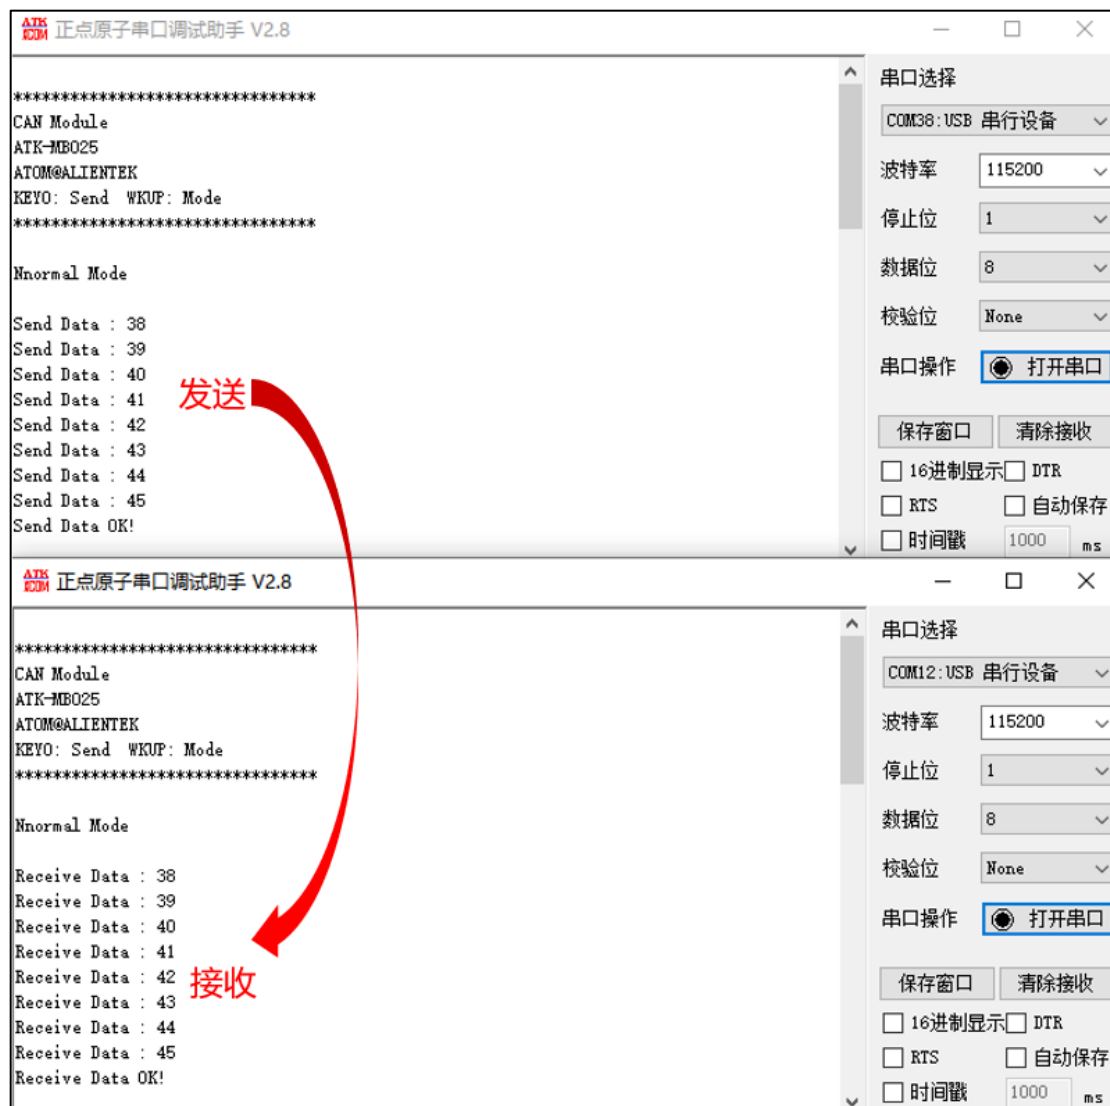 ATK
XCOM 正点原子串口调试助手 V2.8
********************************
CAN Module
ATK-MB025
ATOM@ALIENTEK
KEY0: Send  WKUP: Mode
********************************
Nnormal Mode
Send Data : 38
Send Data : 39
Send Data : 40
Send Data : 41
Send Data : 42
Send Data : 43
Send Data : 44
Send Data : 45
Send Data OK!
发送
串口选择
COM38:USB 串行设备
波特率 115200
停止位 1
数据位 8
校验位 None
串口操作 打开串口
保存窗口 清除接收
16进制显示 DTR
RTS 自动保存
时间戳 1000 ms
ATK
XCOM 正点原子串口调试助手 V2.8
********************************
CAN Module
ATK-MB025
ATOM@ALIENTEK
KEY0: Send  WKUP: Mode
********************************
Nnormal Mode
Receive Data : 38
Receive Data : 39
Receive Data : 40
Receive Data : 41
Receive Data : 42
Receive Data : 43
Receive Data : 44
Receive Data : 45
Receive Data OK!
接收
串口选择
COM12:USB 串行设备
波特率 115200
停止位 1
数据位 8
校验位 None
串口操作 打开串口
保存窗口 清除接收
16进制显示 DTR
RTS 自动保存
时间戳 1000 ms